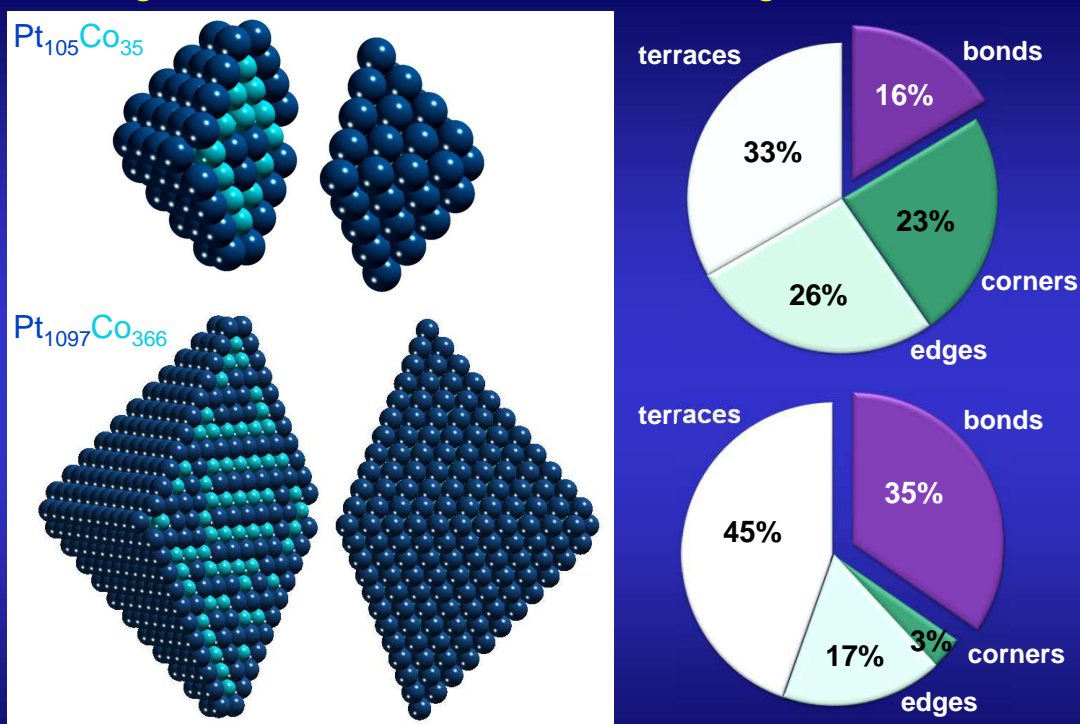 Pt105Co35
terraces
bonds
16%
33%
23%
corners
26%
edges
Pt1097Co366
terraces
bonds
35%
45%
3%
17%
corners
edges